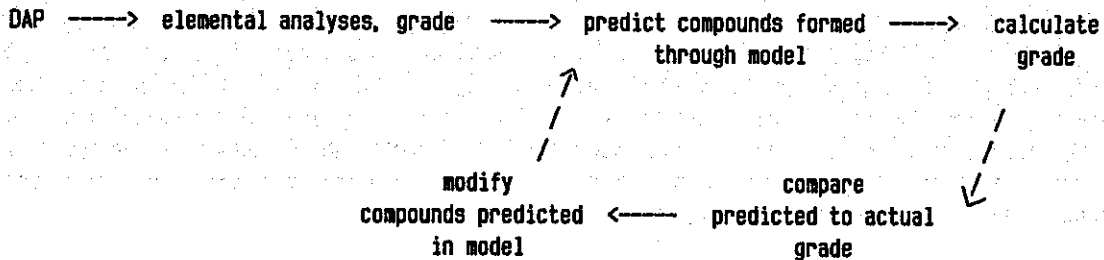 DAP -----> elemental analyses, grade -----> predict compounds formed -----> calculate
through model grade
modify compare
compounds predicted <----- predicted to actual
in model grade